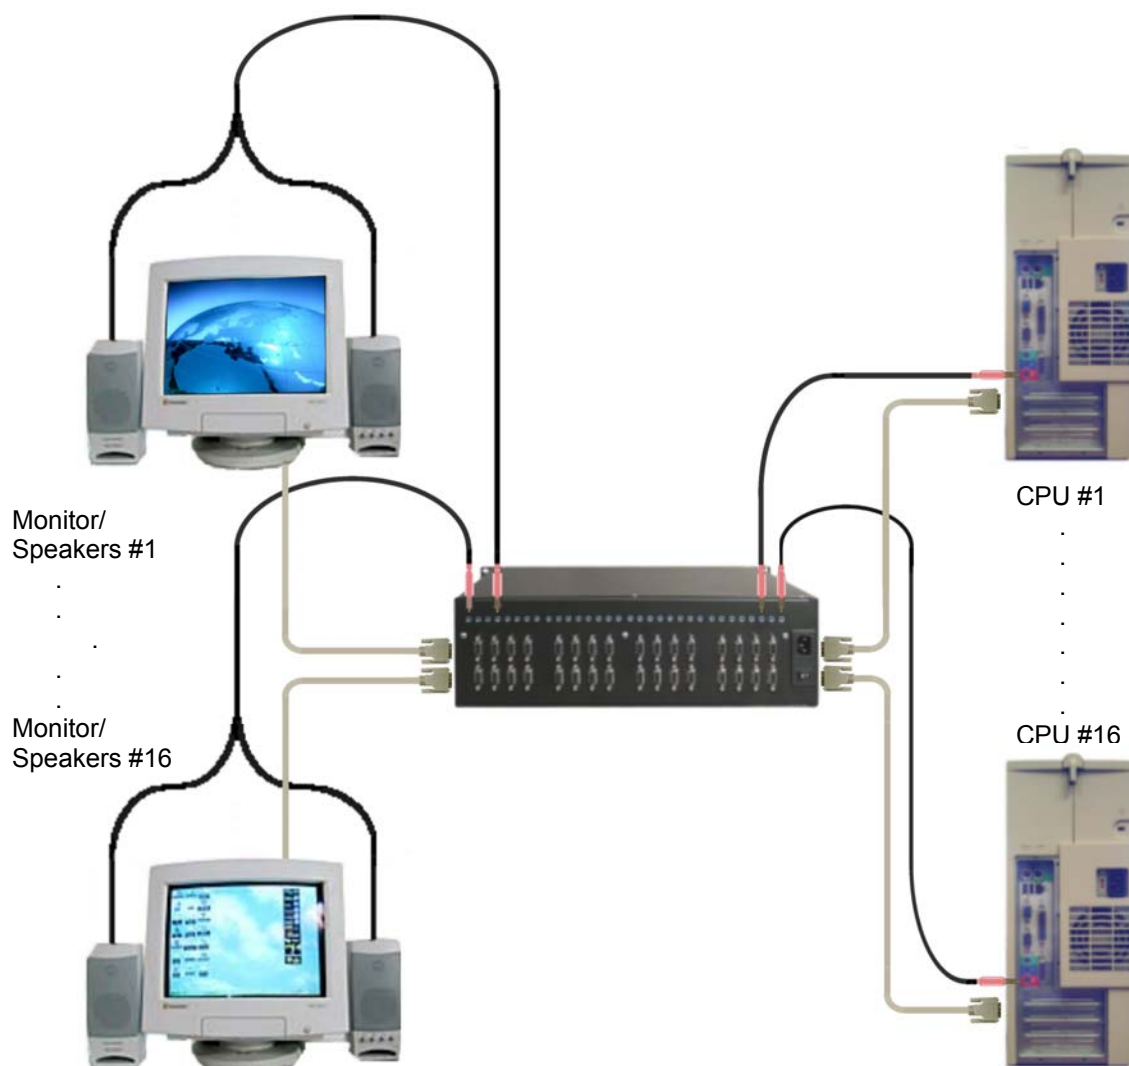 Monitor/
Speakers #1
.
.
.
.
.
Monitor/
Speakers #16
CPU #1
.
.
.
.
.
.
.
CPU #16